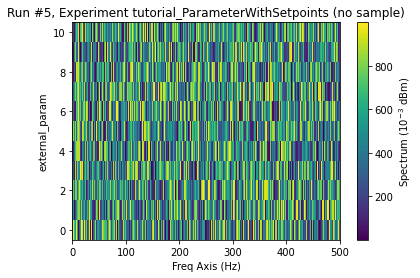 Run #5, Experiment tutorial_ParameterWithSetpoints (no sample)
10
8
6
4
2
0
external_param
0 100 200 300 400 500
Freq Axis (Hz)
800
600
400
200
Spectrum (10⁻³ dBm)